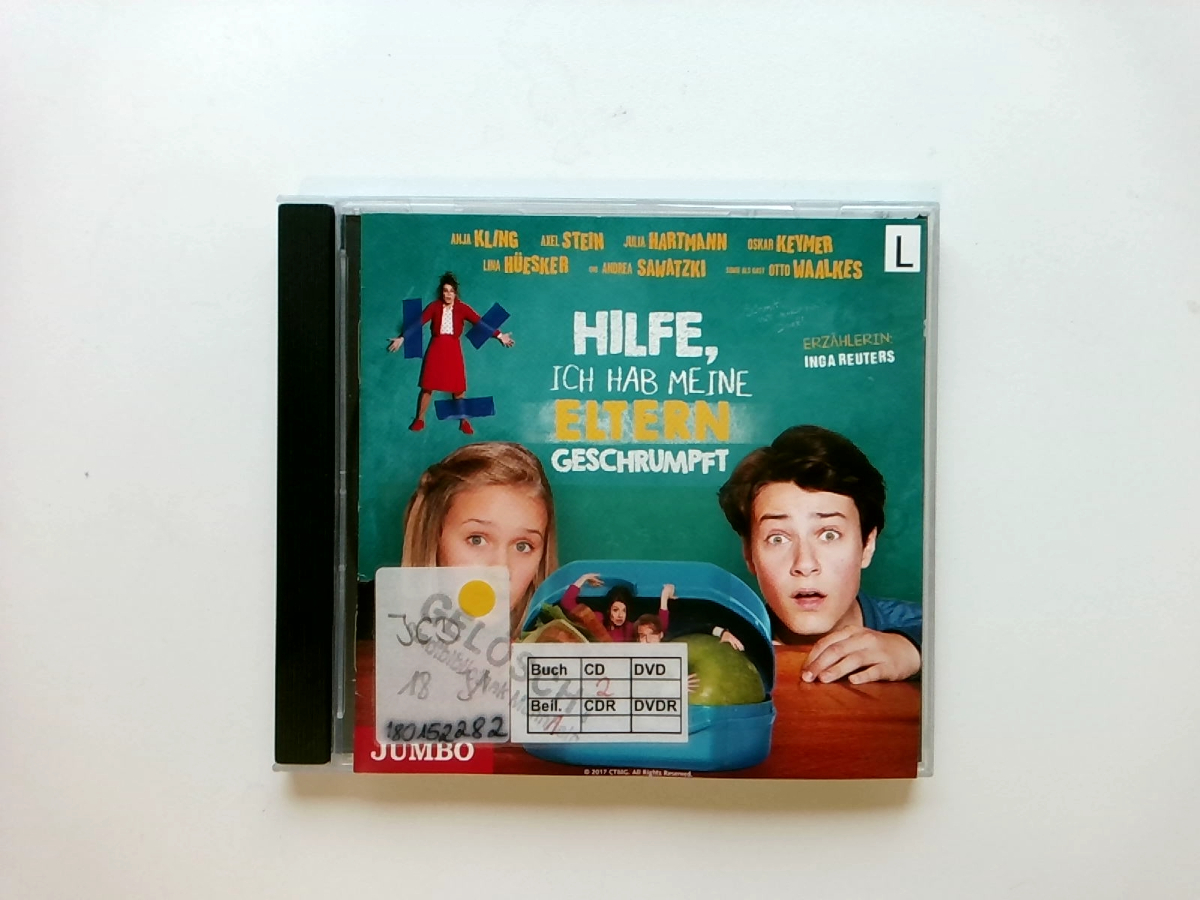 ANJA KLING AXEL STEIN JULIA HARTMANN OSKAR KEYMER
LINA HÜESKER UND ANDREA SAWATZKI SOWIE ALS GAST OTTO WAALKES
L
HILFE,
ICH HAB MEINE
ELTERN
GESCHRUMPFT
ERZÄHLERIN:
INGA REUTERS
GELÖSCHT
JCD
18
180152282
Buch CD DVD
2
Beil. CDR DVDR
1
JUMBO
© 2017 CTMG. All Rights Reserved.